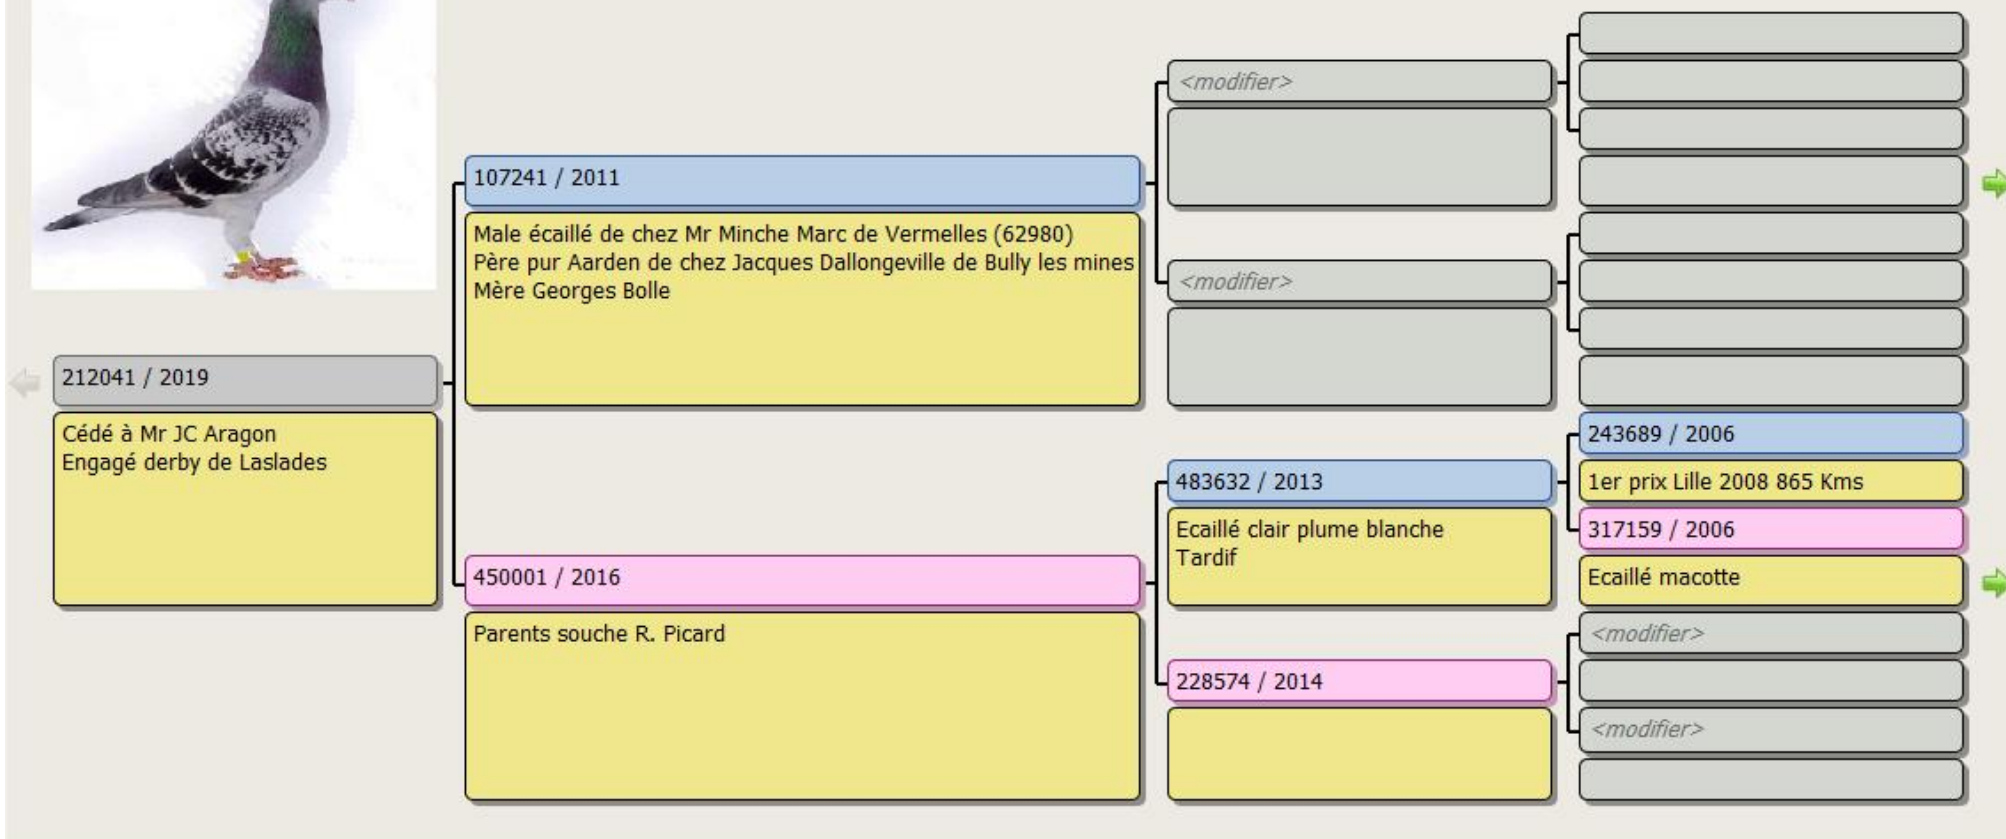 212041 / 2019
Cédé à Mr JC Aragon
Engagé derby de Laslades
107241 / 2011
Male écaillé de chez Mr Minche Marc de Vermelles (62980)
Père pur Aarden de chez Jacques Dallongeville de Bully les mines
Mère Georges Bolle
450001 / 2016
Parents souche R. Picard
<modifier>
<modifier>
483632 / 2013
Ecaillé clair plume blanche
Tardif
228574 / 2014
243689 / 2006
1er prix Lille 2008 865 Kms
317159 / 2006
Ecaillé macotte
<modifier>
<modifier>